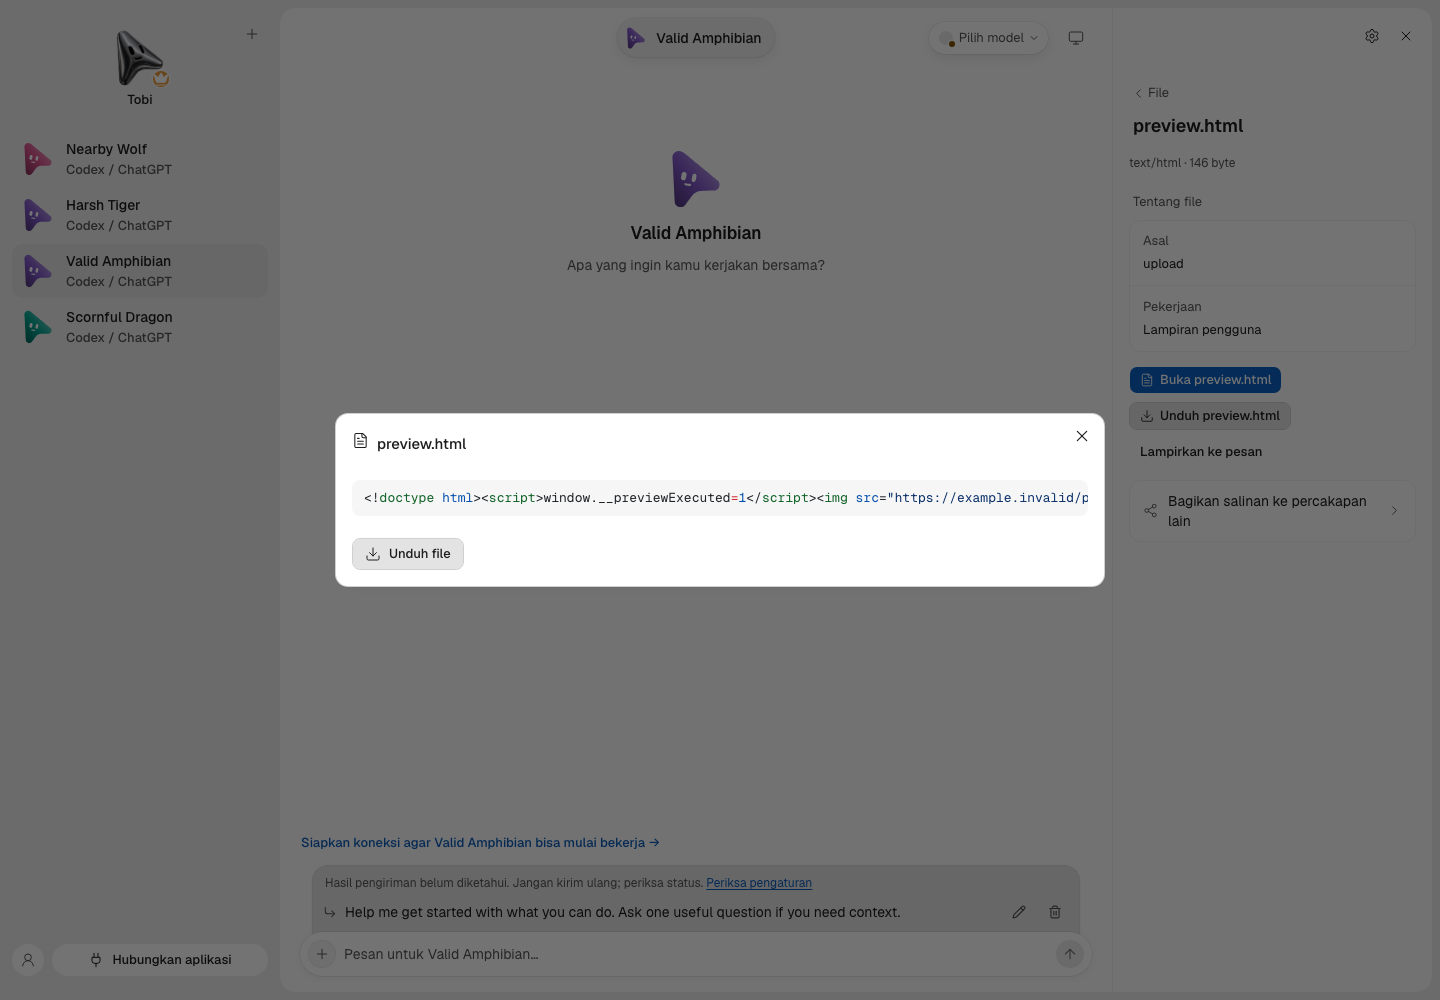 Tobi
Nearby Wolf
Codex / ChatGPT
Harsh Tiger
Codex / ChatGPT
Valid Amphibian
Codex / ChatGPT
Scornful Dragon
Codex / ChatGPT
Hubungkan aplikasi
Valid Amphibian
Pilih model
Valid Amphibian
Apa yang ingin kamu kerjakan bersama?
preview.html
<!doctype html><script>window.__previewExecuted=1</script><img src="https://example.invalid/p
Unduh file
Siapkan koneksi agar Valid Amphibian bisa mulai bekerja →
Hasil pengiriman belum diketahui. Jangan kirim ulang; periksa status. Periksa pengaturan
Help me get started with what you can do. Ask one useful question if you need context.
Pesan untuk Valid Amphibian...
File
preview.html
text/html · 146 byte
Tentang file
Asal
upload
Pekerjaan
Lampiran pengguna
Buka preview.html
Unduh preview.html
Lampirkan ke pesan
Bagikan salinan ke percakapan
lain